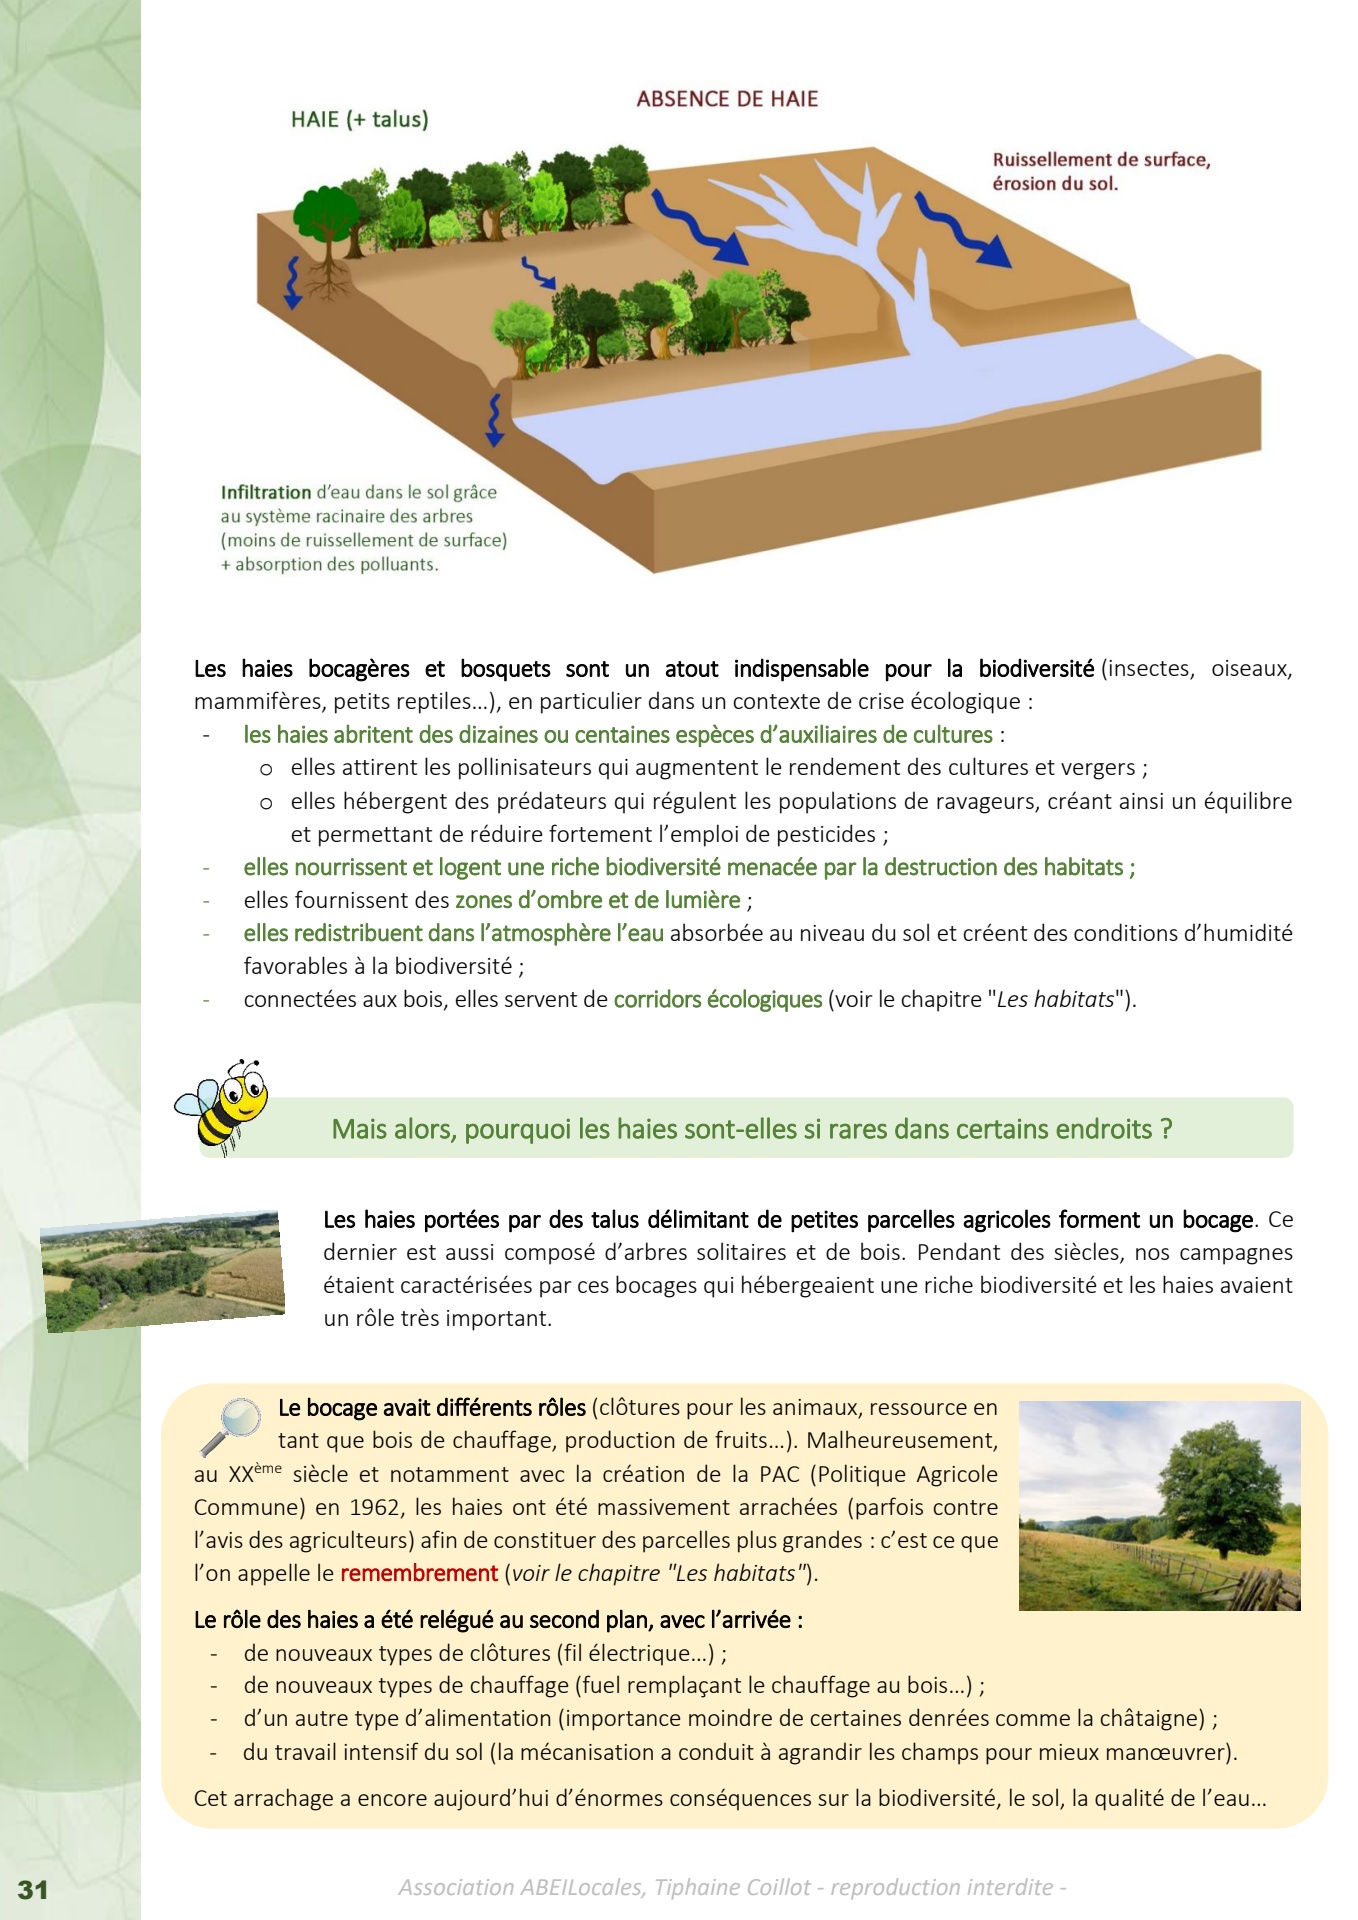 ABSENCE DE HAIE
HAIE (+ talus)
Ruissellement de surface,
érosion du sol.
Infiltration d’eau dans le sol grâce
au système racinaire des arbres
(moins de ruissellement de surface)
+ absorption des polluants.
Les haies bocagères et bosquets sont un atout indispensable pour la biodiversité (insectes, oiseaux,
mammifères, petits reptiles…), en particulier dans un contexte de crise écologique :
- les haies abritent des dizaines ou centaines espèces d’auxiliaires de cultures :
o elles attirent les pollinisateurs qui augmentent le rendement des cultures et vergers ;
o elles hébergent des prédateurs qui régulent les populations de ravageurs, créant ainsi un équilibre
et permettant de réduire fortement l’emploi de pesticides ;
- elles nourrissent et logent une riche biodiversité menacée par la destruction des habitats ;
- elles fournissent des zones d’ombre et de lumière ;
- elles redistribuent dans l’atmosphère l’eau absorbée au niveau du sol et créent des conditions d’humidité
favorables à la biodiversité ;
- connectées aux bois, elles servent de corridors écologiques (voir le chapitre "Les habitats").
Mais alors, pourquoi les haies sont-elles si rares dans certains endroits ?
Les haies portées par des talus délimitant de petites parcelles agricoles forment un bocage. Ce
dernier est aussi composé d’arbres solitaires et de bois. Pendant des siècles, nos campagnes
étaient caractérisées par ces bocages qui hébergeaient une riche biodiversité et les haies avaient
un rôle très important.
Le bocage avait différents rôles (clôtures pour les animaux, ressource en
tant que bois de chauffage, production de fruits…). Malheureusement,
au XXème siècle et notamment avec la création de la PAC (Politique Agricole
Commune) en 1962, les haies ont été massivement arrachées (parfois contre
l’avis des agriculteurs) afin de constituer des parcelles plus grandes : c’est ce que
l’on appelle le remembrement (voir le chapitre "Les habitats").
Le rôle des haies a été relégué au second plan, avec l’arrivée :
- de nouveaux types de clôtures (fil électrique…) ;
- de nouveaux types de chauffage (fuel remplaçant le chauffage au bois…) ;
- d’un autre type d’alimentation (importance moindre de certaines denrées comme la châtaigne) ;
- du travail intensif du sol (la mécanisation a conduit à agrandir les champs pour mieux manœuvrer).
Cet arrachage a encore aujourd’hui d’énormes conséquences sur la biodiversité, le sol, la qualité de l’eau…
31
Association ABEILocales, Tiphaine Coillot - reproduction interdite -